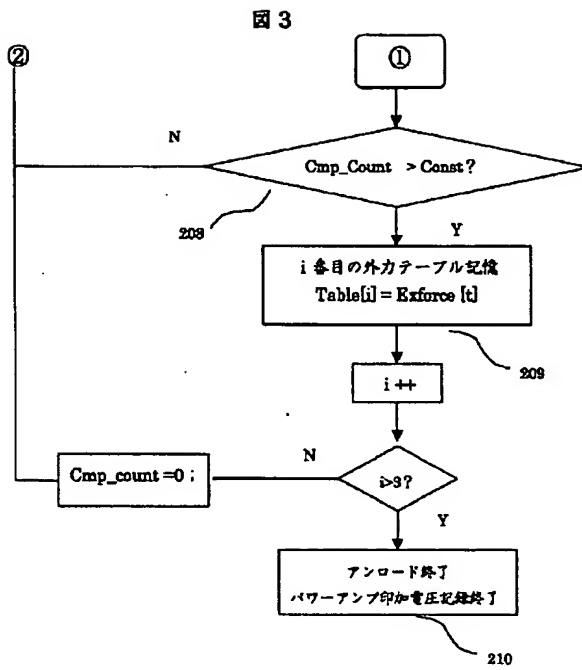 図3
②
①
N
Cmp_Count > Const?
208
Y
i 番目の外力テーブル記憶
Table[i] = Exforce [t]
209
i ++
Cmp_count =0 ;
N
i>3?
Y
アンロード終了
パワーアンプ印加電圧記録終了
210